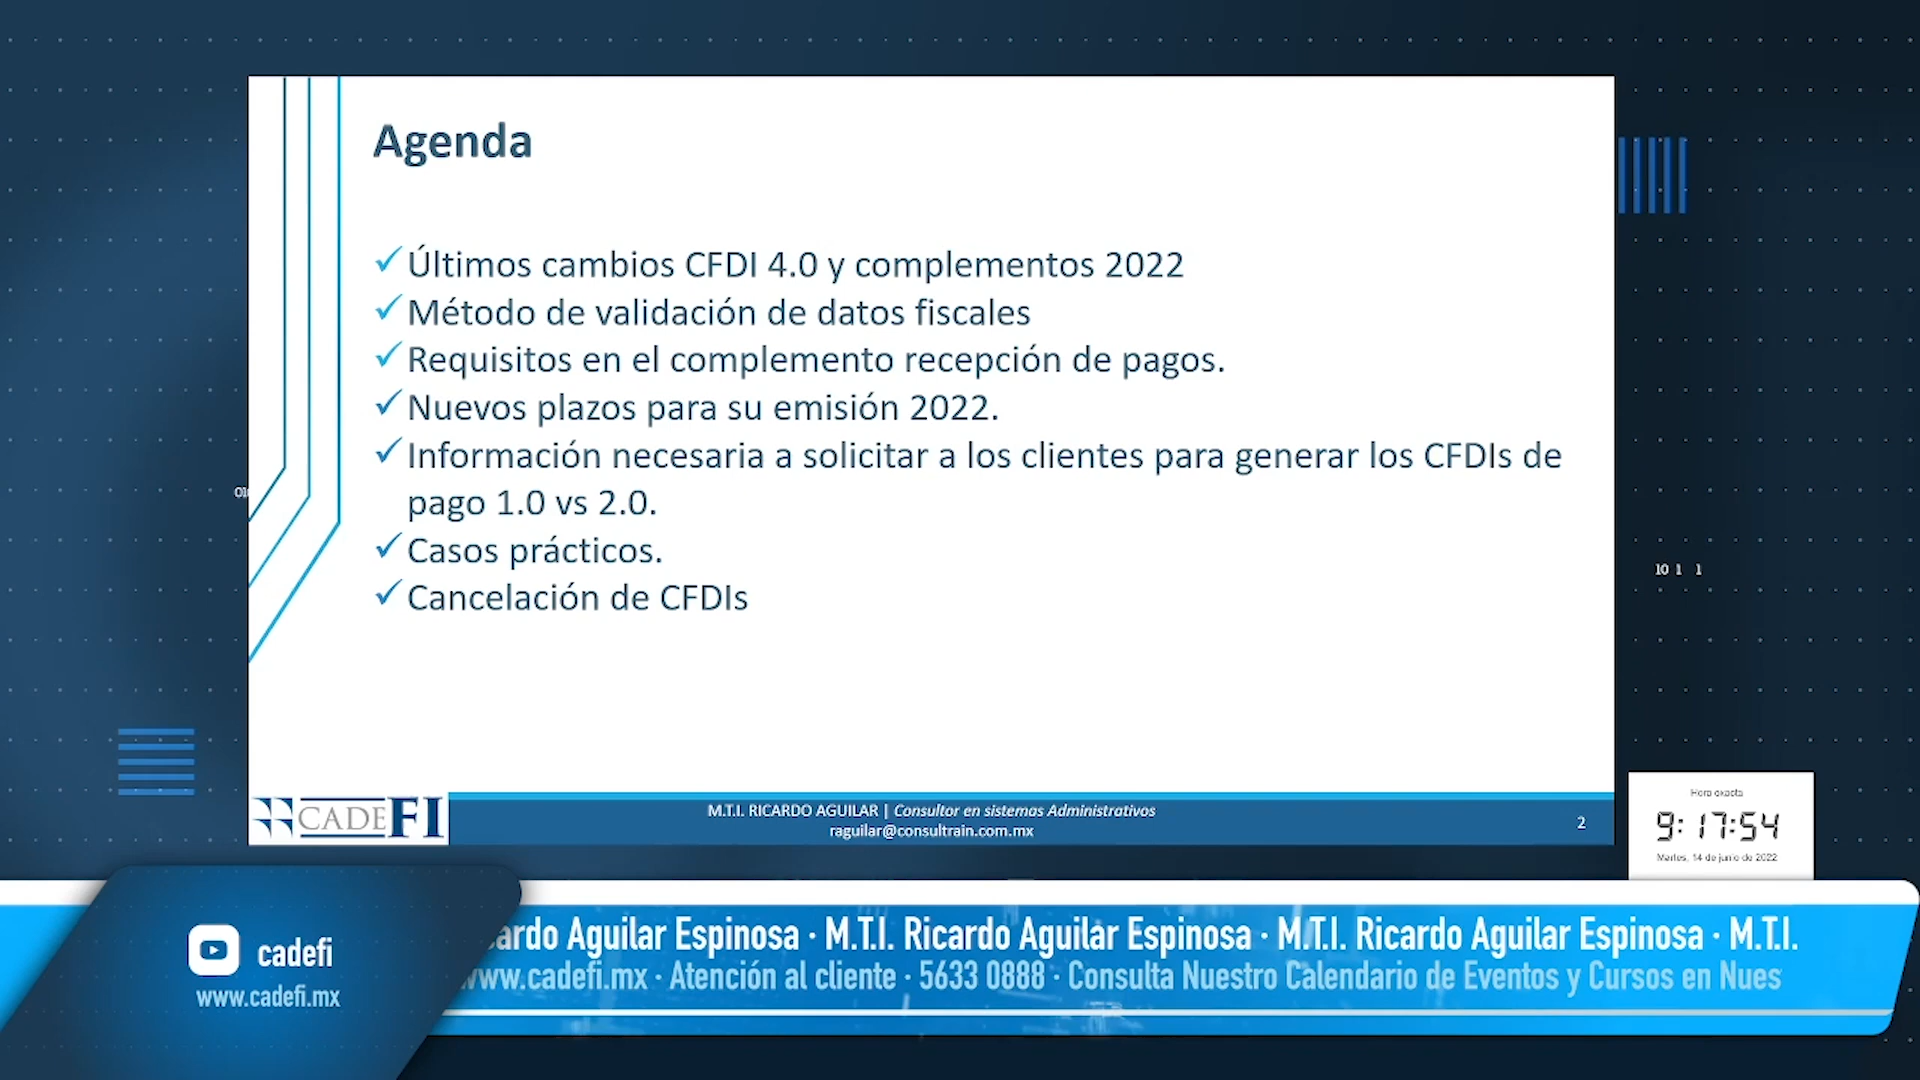 Agenda
Últimos cambios CFDI 4.0 y complementos 2022
Método de validación de datos fiscales
Requisitos en el complemento recepción de pagos.
Nuevos plazos para su emisión 2022.
Información necesaria a solicitar a los clientes para generar los CFDIs de
pago 1.0 vs 2.0.
Casos prácticos.
Cancelación de CFDIs
10 1 1
CADEFI
M.T.I. RICARDO AGUILAR | Consultor en sistemas Administrativos
raguilar@consultrain.com.mx
2
Hora exacta
9:17:54
Martes, 14 de junio de 2022
cadefi
www.cadefi.mx
ardo Aguilar Espinosa · M.T.I. Ricardo Aguilar Espinosa · M.T.I. Ricardo Aguilar Espinosa · M.T.I.
www.cadefi.mx · Atención al cliente · 5633 0888 · Consulta Nuestro Calendario de Eventos y Cursos en Nues